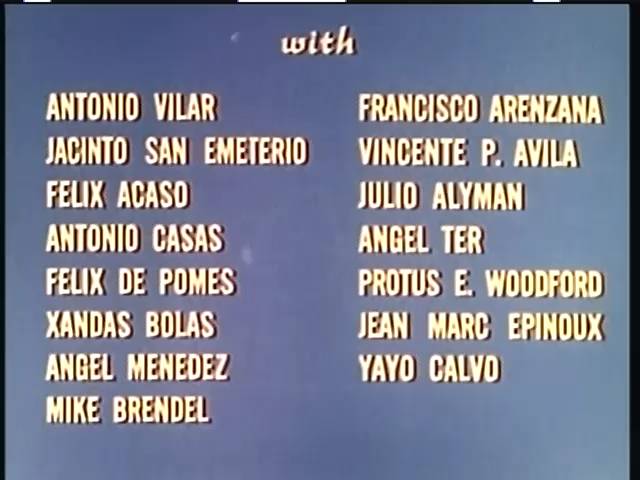 with
ANTONIO VILAR
JACINTO SAN EMETERIO
FELIX ACASO
ANTONIO CASAS
FELIX DE POMES
XANDAS BOLAS
ANGEL MENEDEZ
MIKE BRENDEL
FRANCISCO ARENZANA
VINCENTE P. AVILA
JULIO ALYMAN
ANGEL TER
PROTUS E. WOODFORD
JEAN MARC EPINOUX
YAYO CALVO